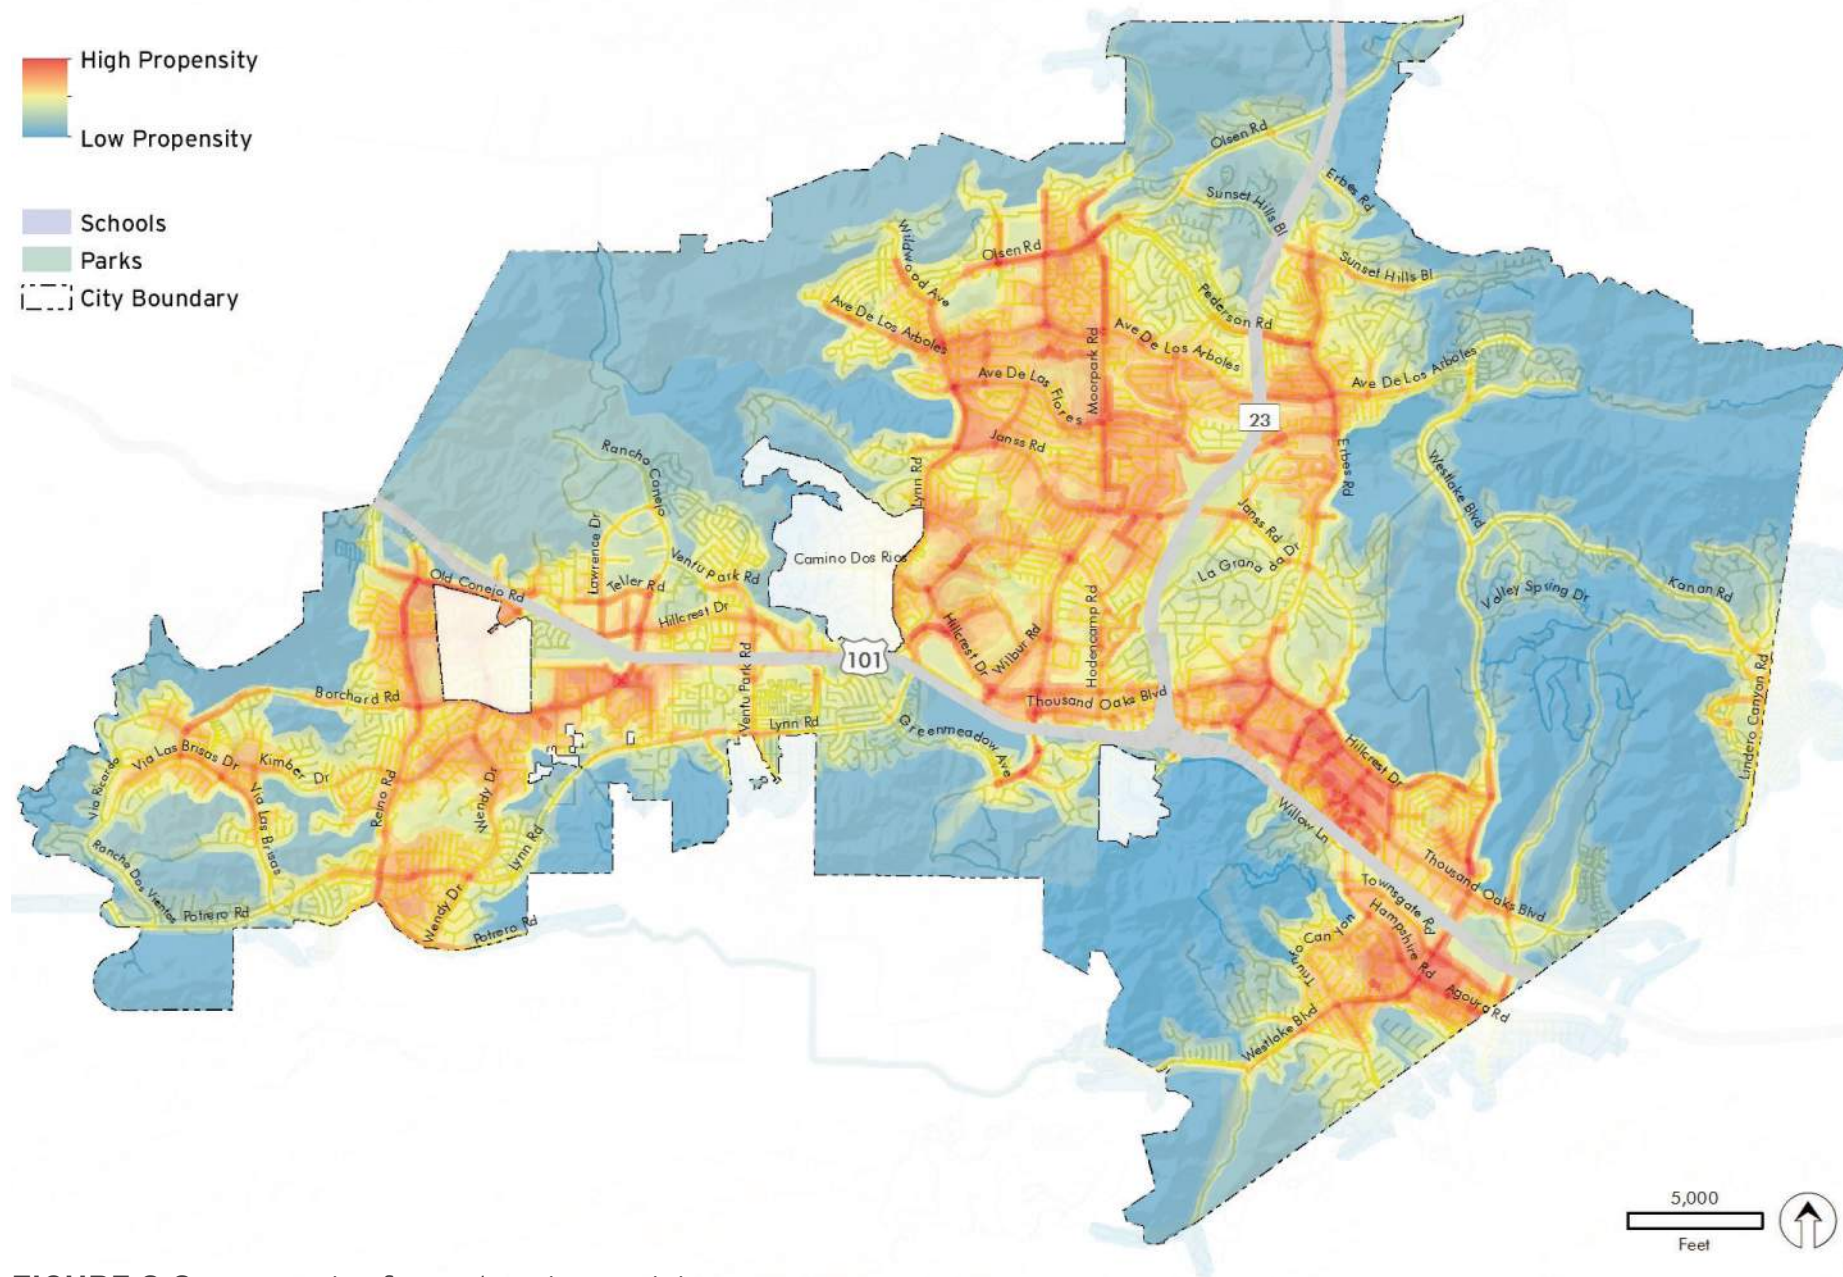 High Propensity
Low Propensity
Schools
Parks
City Boundary
Olsen Rd
Erbes Rd
Sunset Hills Bl
Wildwood Ave
Olsen Rd
Sunset Hills Bl
Pederson Rd
Ave De Los Arboles
Ave De Los Arboles
Ave De Los Arboles
Moorpark Rd
Ave De Las Flores
23
Janss Rd
Erbes Rd
Westlake Blvd
Rancho Conejo
Lynn Rd
Janss Rd
Lawrence Dr
Ventu Park Rd
Camino Dos Rios
La Granada Dr
Old Conejo Rd
Teller Rd
Hillcrest Dr
Hodencamp Rd
Valley Spring Dr
Kanan Rd
Hillcrest Dr
Wilbur Rd
101
Ventu Park Rd
Borchard Rd
Thousand Oaks Blvd
Lindero Canyon Rd
Lynn Rd
Greenmeadow Ave
Via Las Brisas Dr
Kimber Dr
Via Ricardo
Reino Rd
Wendy Dr
Hillcrest Dr
Via Las Brisas
Lynn Rd
Willow Ln
Thousand Oaks Blvd
Rancho Dos Vientos
Potrero Rd
Wendy Dr
Potrero Rd
Townsgate Rd
Hampshire Rd
Triunfo Canyon
Agoura Rd
Westlake Blvd
5,000
Feet